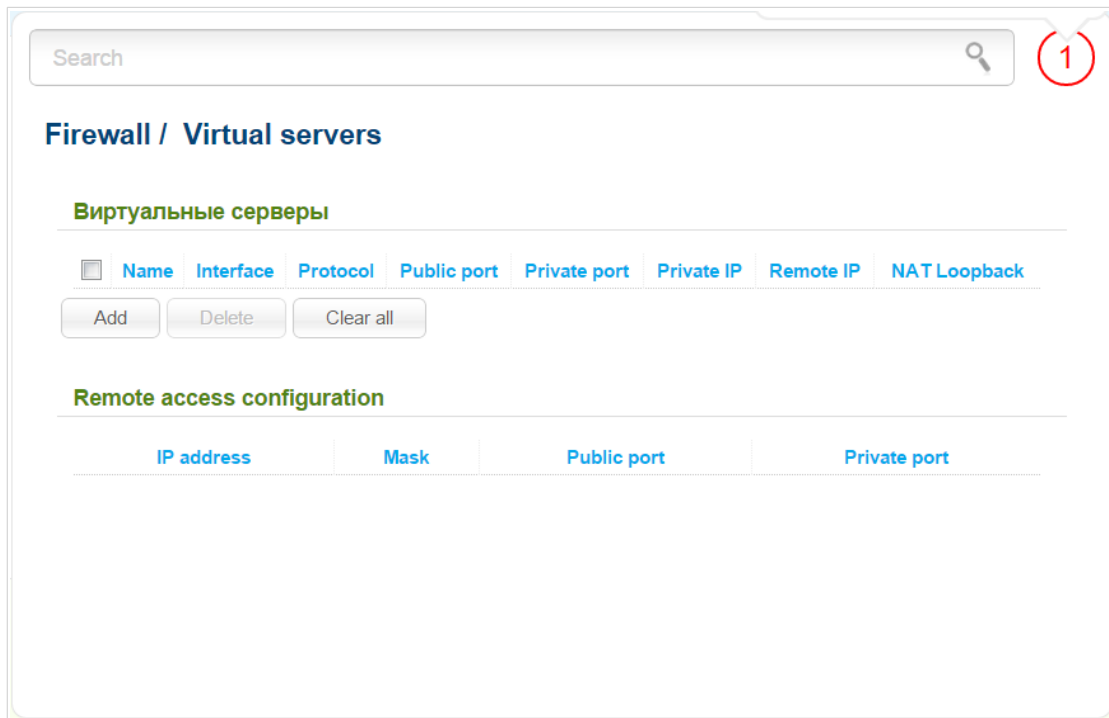 Search
1
Firewall / Virtual servers
Виртуальные серверы
Name Interface Protocol Public port Private port Private IP Remote IP NAT Loopback
Add Delete Clear all
Remote access configuration
IP address Mask Public port Private port